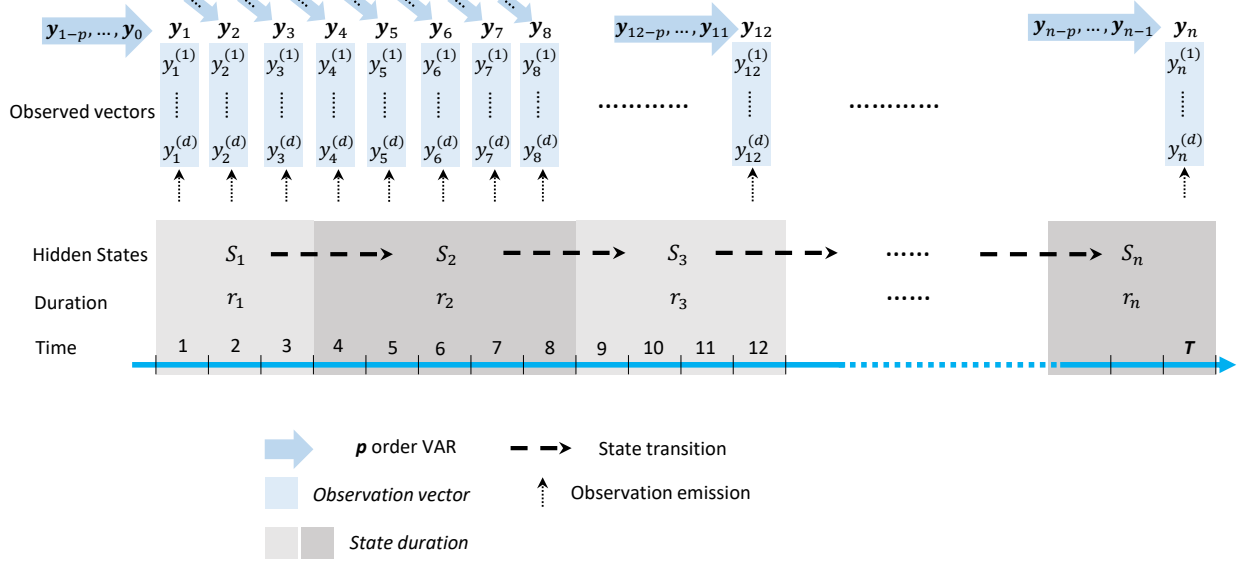 y_{1-p}, ..., y_0 y_1 y_2 y_3 y_4 y_5 y_6 y_7 y_8 y_{12-p}, ..., y_{11} y_{12} y_{n-p}, ..., y_{n-1} y_n
y_1^{(1)} y_2^{(1)} y_3^{(1)} y_4^{(1)} y_5^{(1)} y_6^{(1)} y_7^{(1)} y_8^{(1)} y_{12}^{(1)} y_n^{(1)}
Observed vectors ...... ...... ...... ...... ...... ...... ...... ...... ............ ...... ............ ......
y_1^{(d)} y_2^{(d)} y_3^{(d)} y_4^{(d)} y_5^{(d)} y_6^{(d)} y_7^{(d)} y_8^{(d)} y_{12}^{(d)} y_n^{(d)}
Hidden States S_1 S_2 S_3 ...... S_n
Duration r_1 r_2 r_3 ...... r_n
Time 1 2 3 4 5 6 7 8 9 10 11 12 T
p order VAR State transition
Observation vector Observation emission
State duration